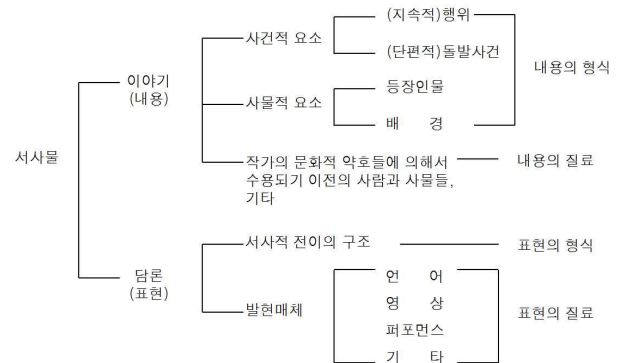 (지속적)행위
사건적 요소
(단편적)돌발사건
내용의 형식
이야기
(내용)
등장인물
사물적 요소
배 경
서사물
작가의 문화적 약호들에 의해서
수용되기 이전의 사람과 사물들,
기타
내용의 질료
서사적 전이의 구조
표현의 형식
담론
(표현)
언 어
영 상
발현매체
표현의 질료
퍼포먼스
기 타